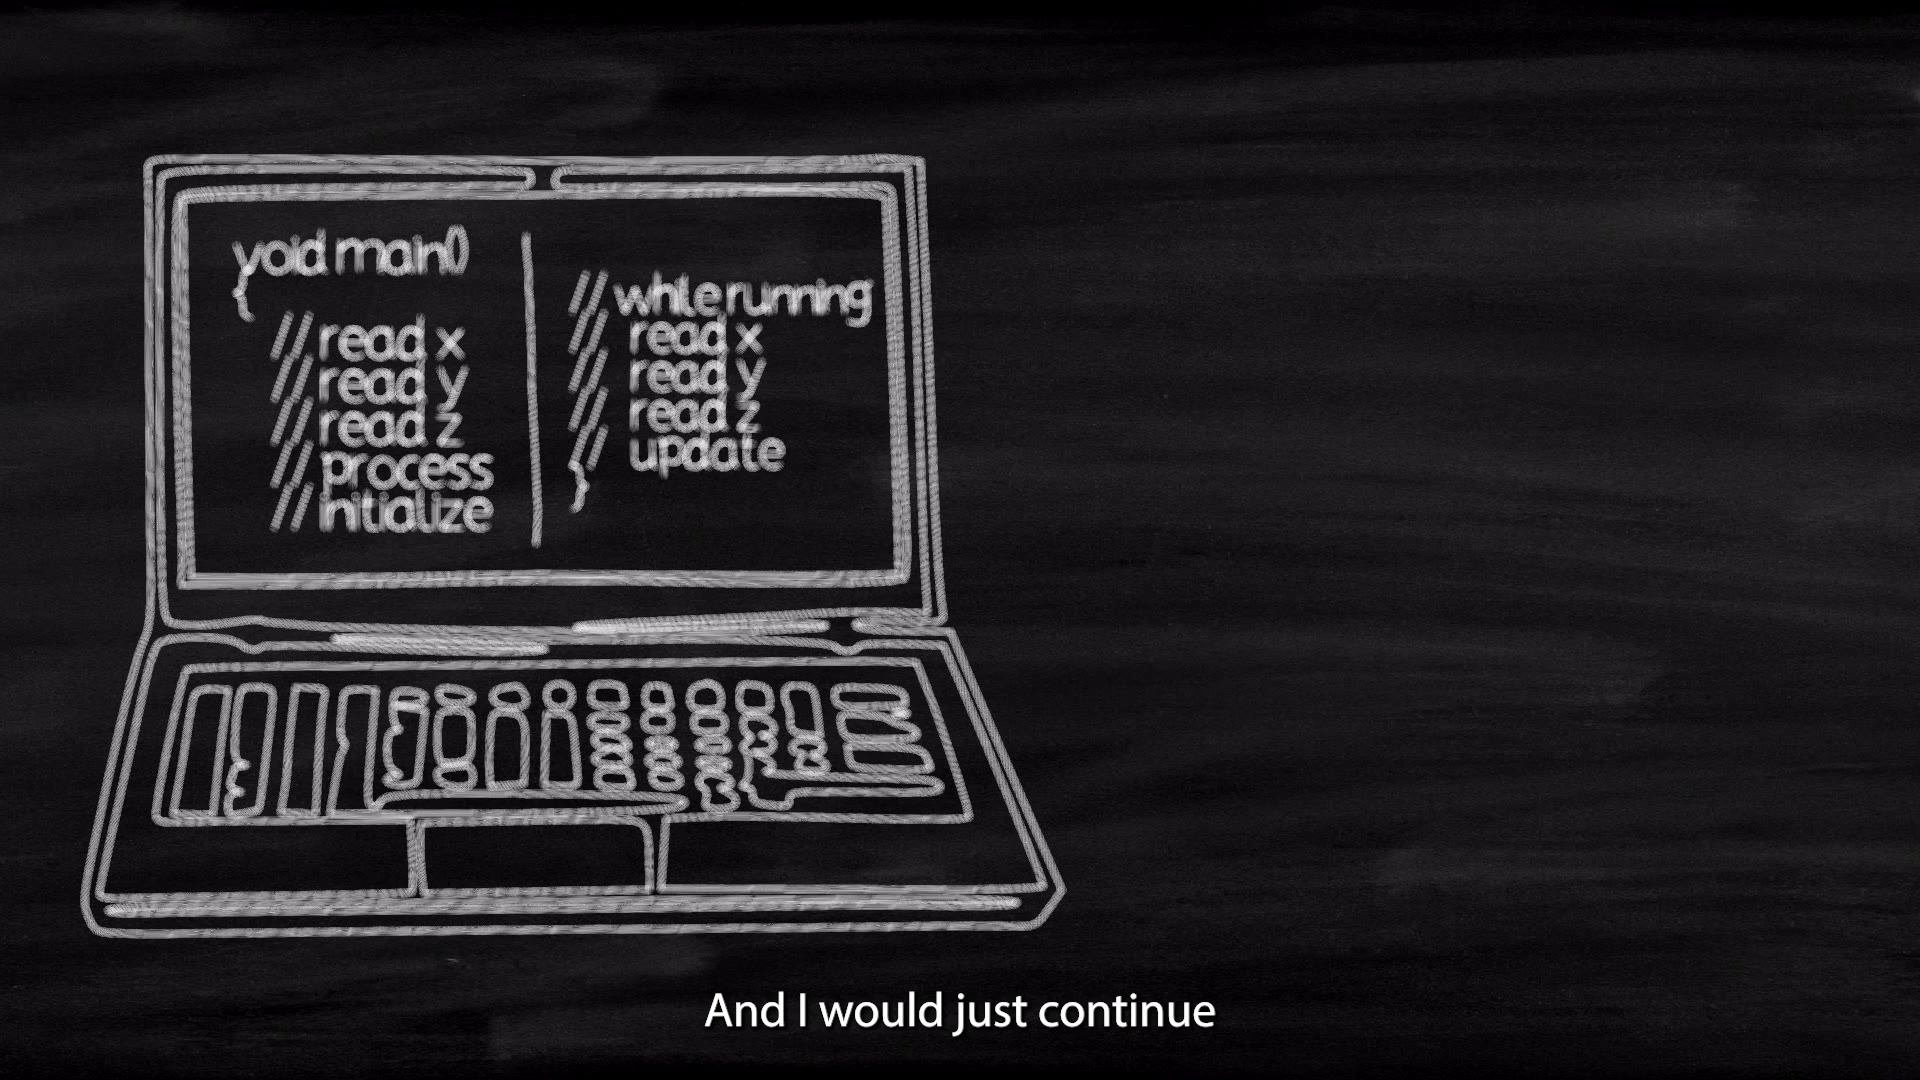 void main()
{
// read x
// read y
// read z
// process
// initialize
// while running
// read x
// read y
// read z
// update
}
And I would just continue